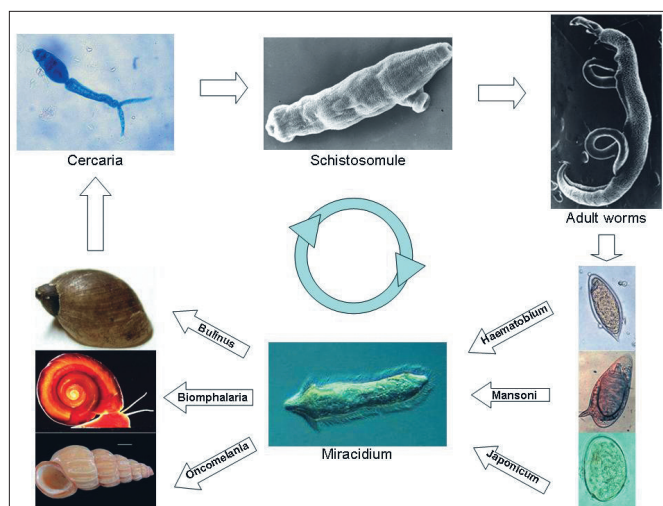 Cercaria
Schistosomule
Adult worms
Bulinus
Haematobium
Biomphalaria
Mansoni
Oncomelania
Miracidium
Japonicum